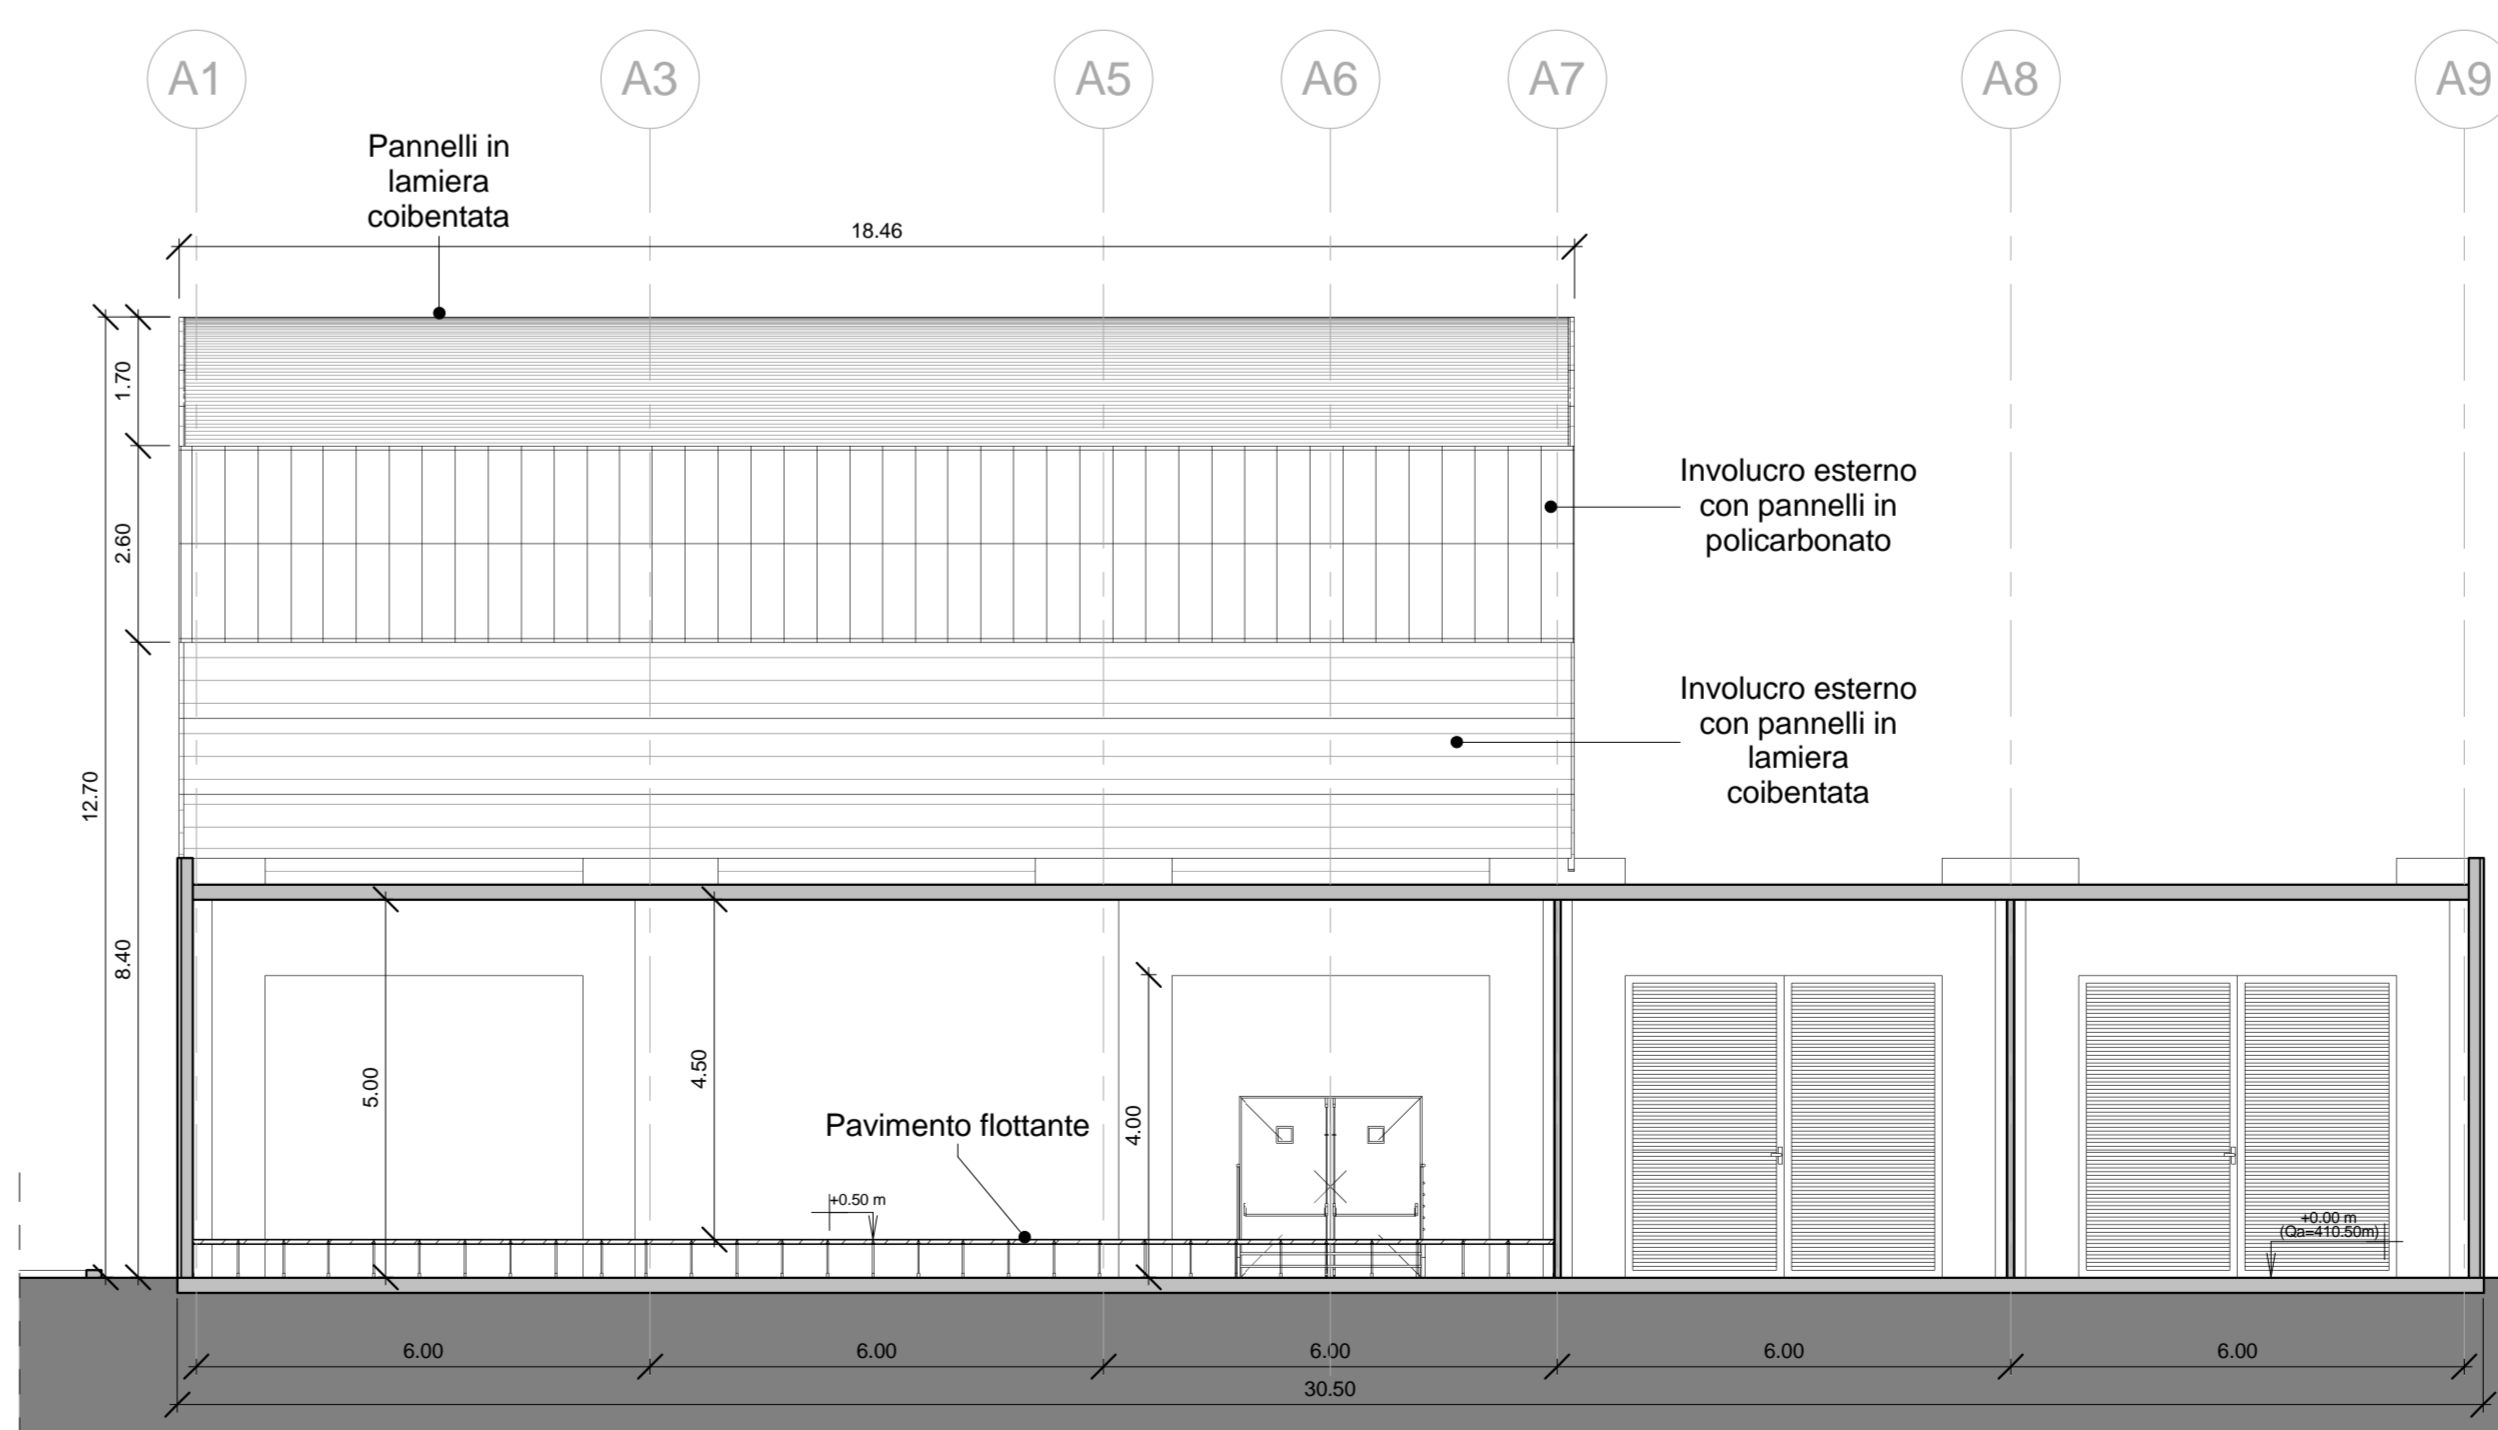 A1
A3
A5
A6
A7
A8
A9
Pannelli in
lamiera
coibentata
18.46
1.70
2.60
12.70
8.40
Involucro esterno
con pannelli in
policarbonato
Involucro esterno
con pannelli in
lamiera
coibentata
5.00
4.50
4.00
Pavimento flottante
+0.50 m
+0.00 m
(Qa=410.50m)
6.00
6.00
6.00
6.00
6.00
30.50